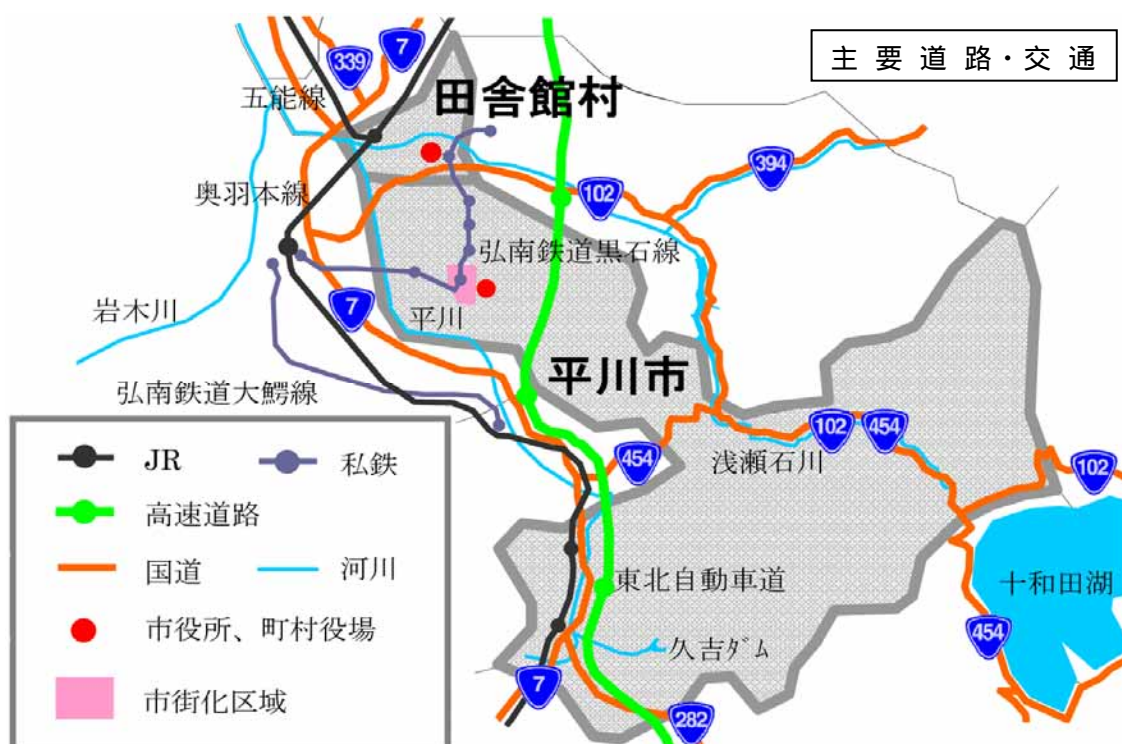 主要道路・交通
7
339
五能線
田舎館村
394
奥羽本線
102
弘南鉄道黒石線
岩木川
7
平川
平川市
弘南鉄道大鰐線
102
454
454
浅瀬石川
102
JR
私鉄
高速道路
国道
河川
東北自動車道
十和田湖
市役所、町村役場
454
久吉ﾀﾞﾑ
7
市街化区域
282